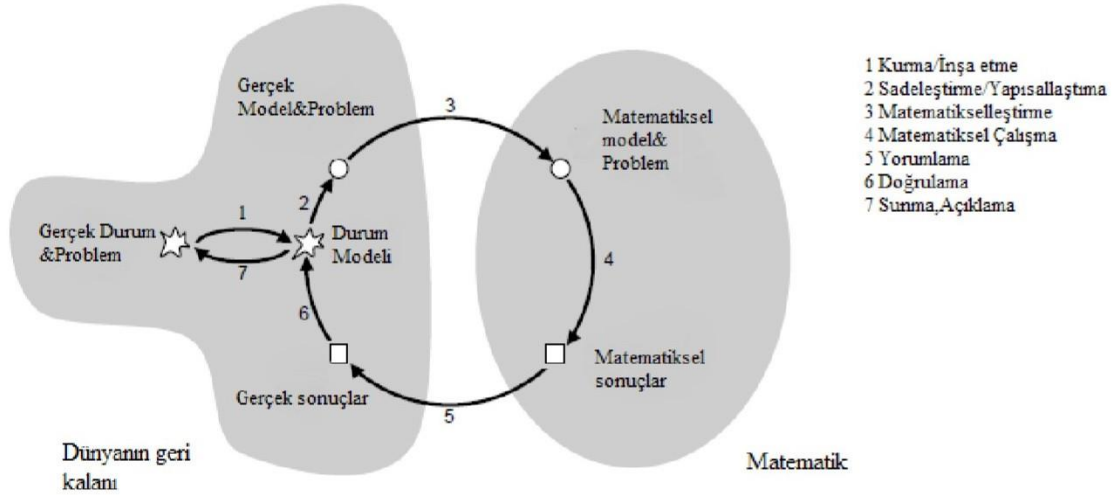 Gerçek
Model&Problem
3
Matematiksel
model&
Problem
1 Kurma/İnşa etme
2 Sadeleştirme/Yapısallaştıma
3 Matematikselleştirme
4 Matematiksel Çalışma
5 Yorumlama
6 Doğrulama
7 Sunma,Açıklama
1
2
Gerçek Durum
&Problem
Durum
Modeli
7
4
6
Gerçek sonuçlar
Matematiksel
sonuçlar
5
Dünyanın geri
kalanı
Matematik